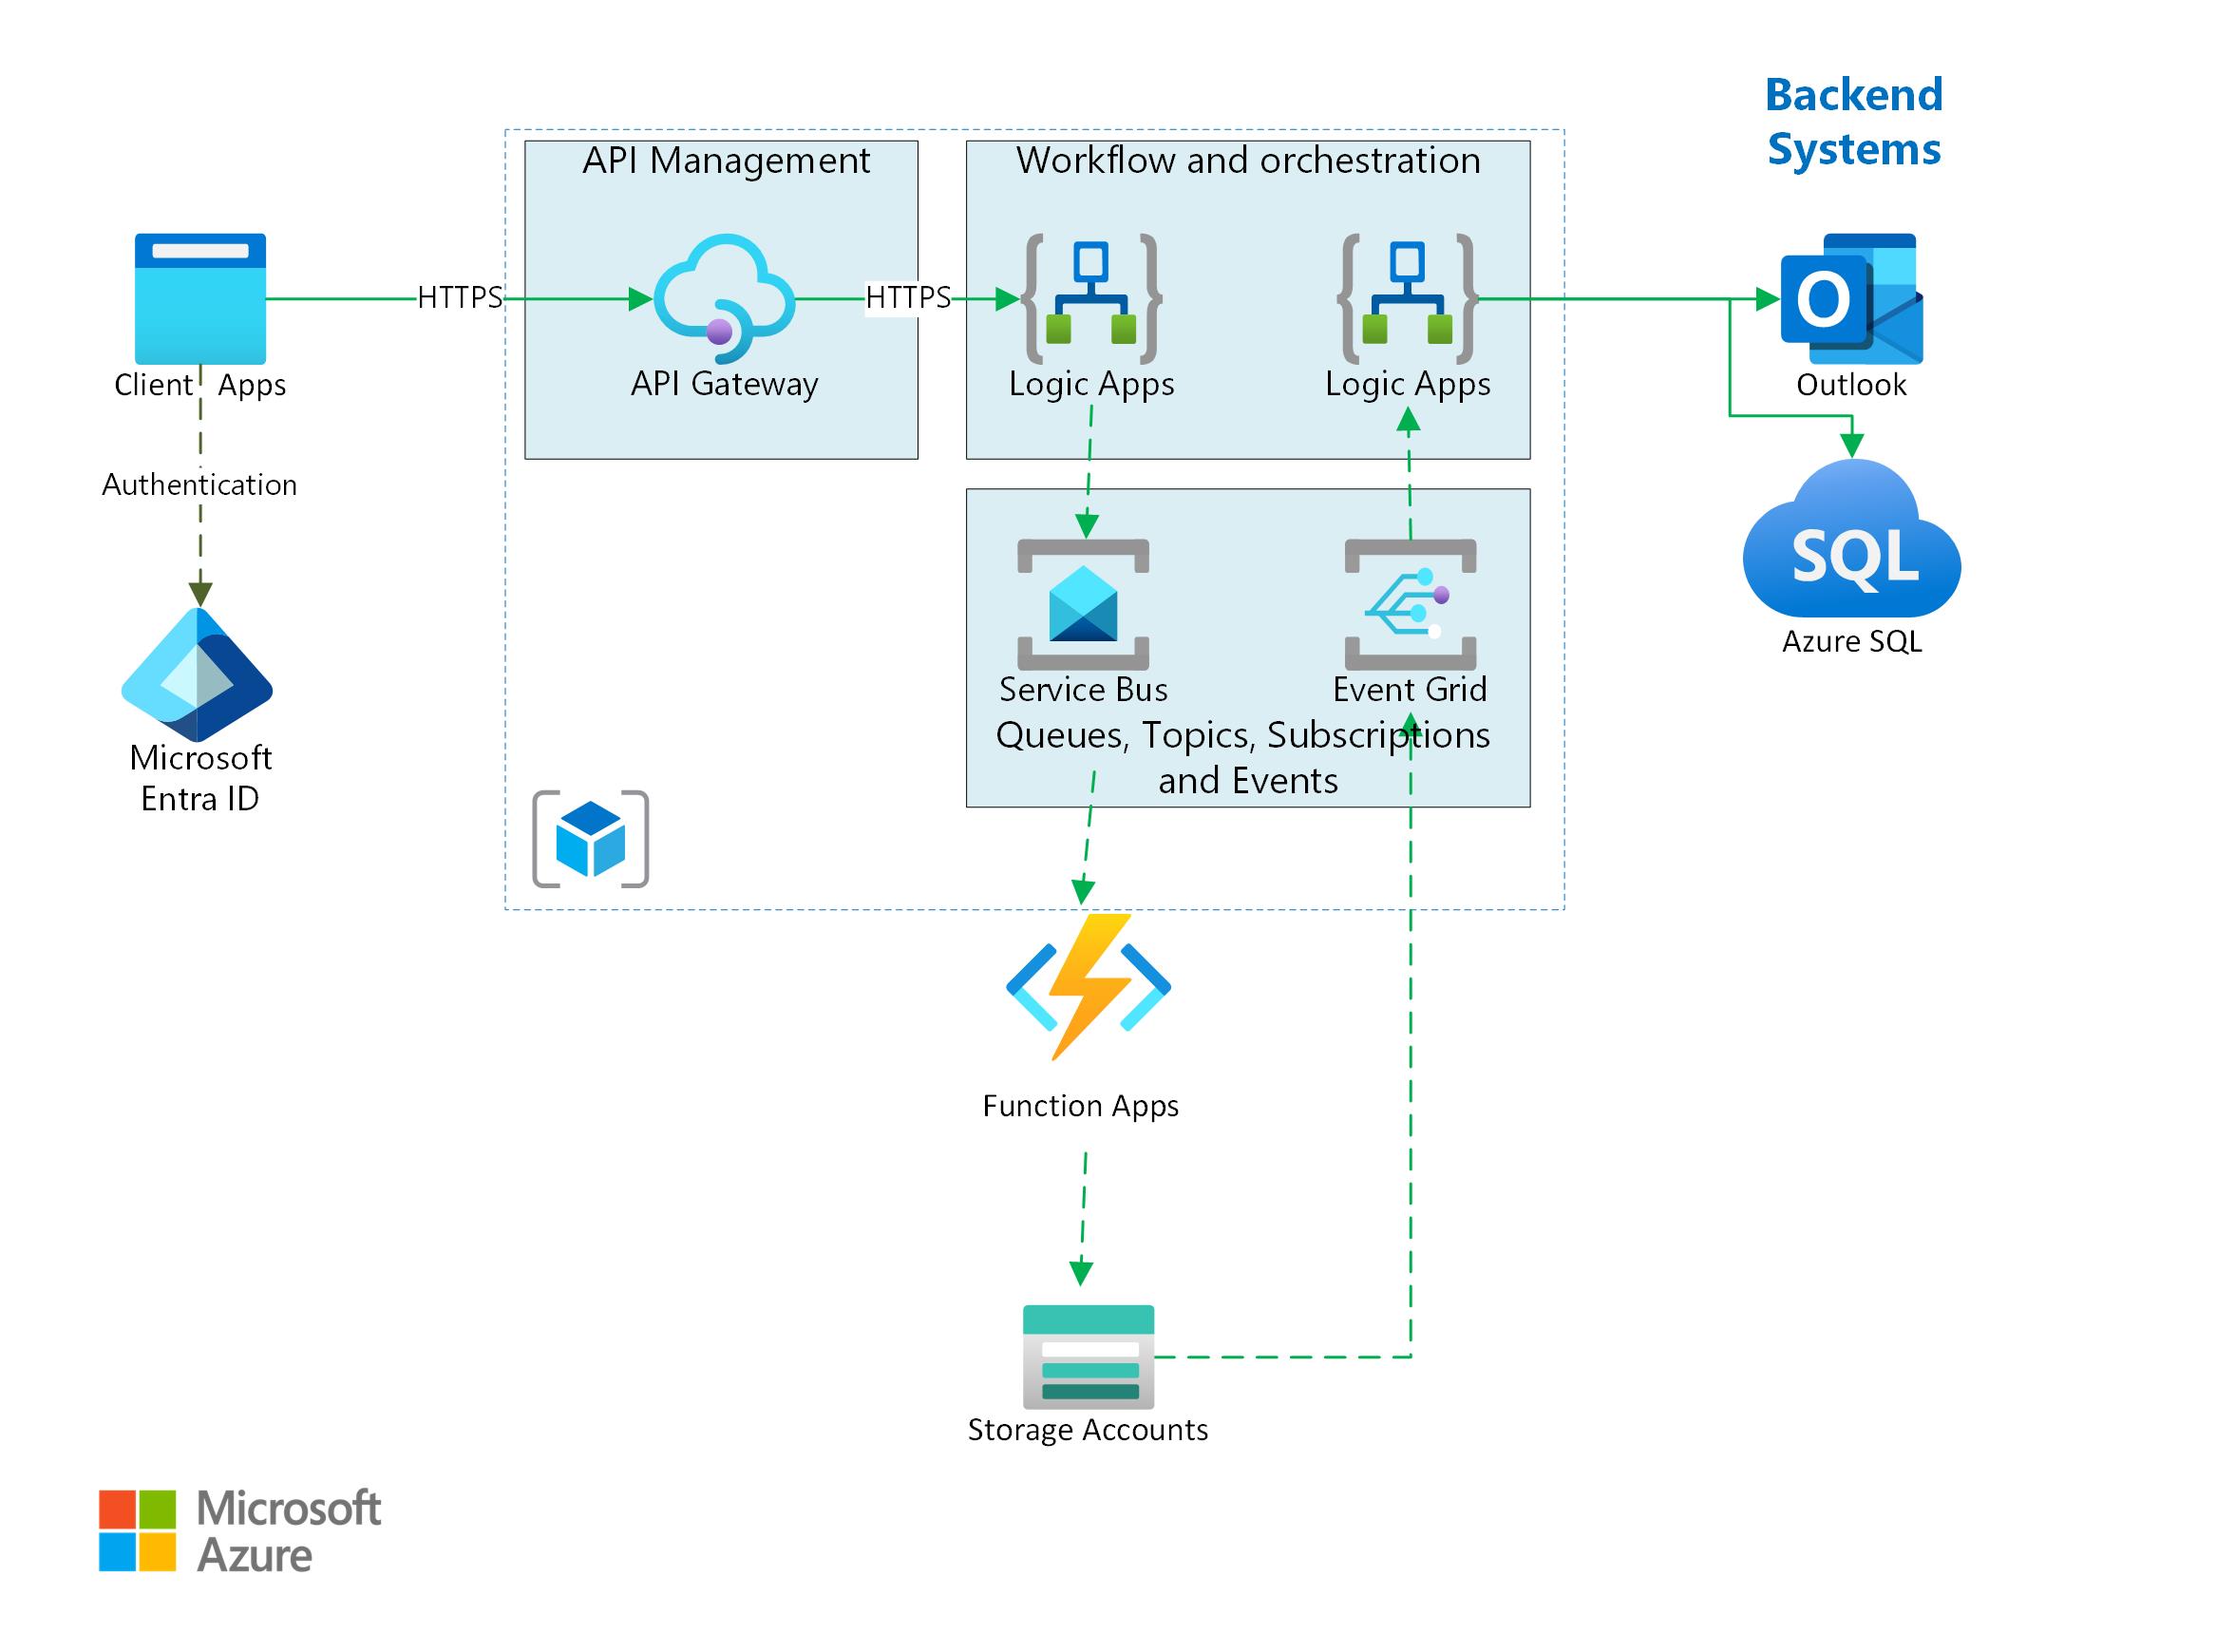 Backend
Systems
API Management
Workflow and orchestration
HTTPS
HTTPS
Client Apps
API Gateway
Logic Apps
Logic Apps
O
Outlook
Authentication
SQL
Azure SQL
Service Bus
Event Grid
Queues, Topics, Subscriptions
and Events
Microsoft
Entra ID
Function Apps
Storage Accounts
Microsoft
Azure